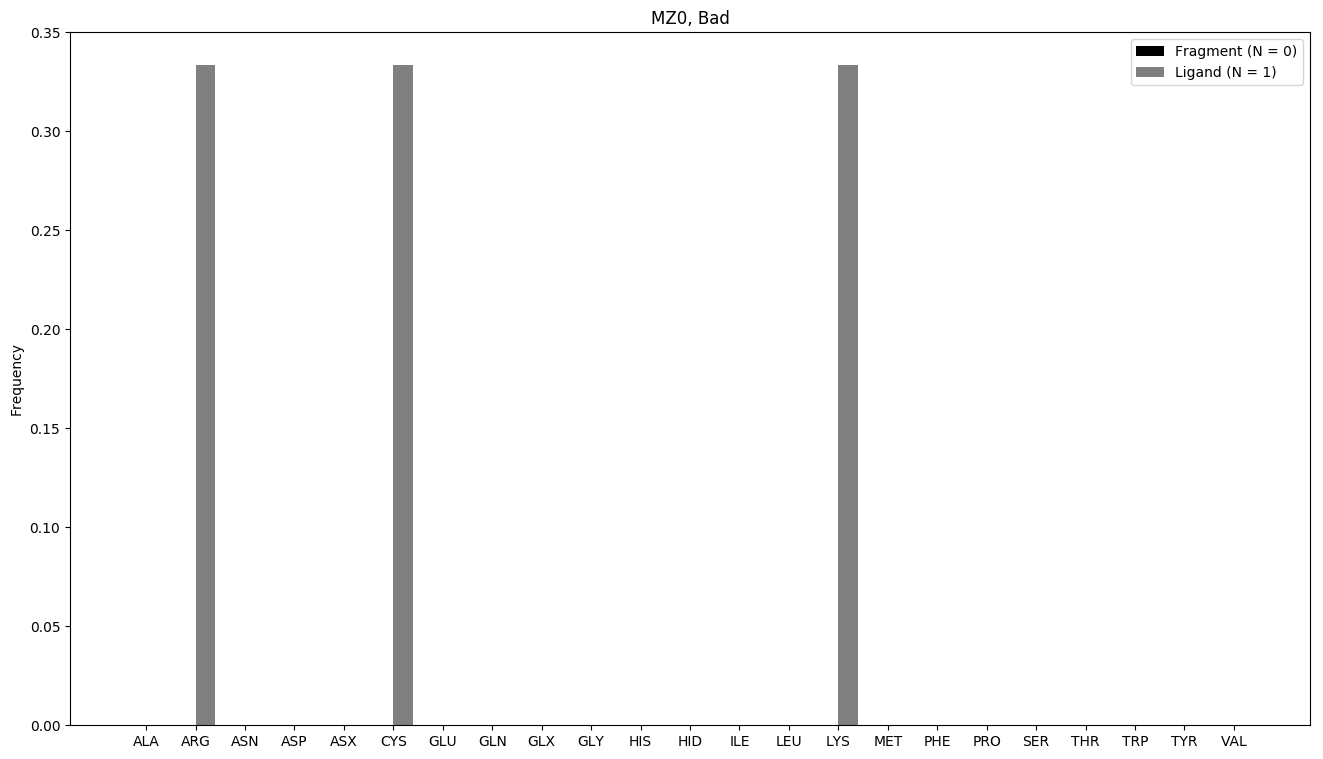 MZ0, Bad
Fragment (N = 0)
Ligand (N = 1)
Frequency
0.35
0.30
0.25
0.20
0.15
0.10
0.05
0.00
ALA ARG ASN ASP ASX CYS GLU GLN GLX GLY HIS HID ILE LEU LYS MET PHE PRO SER THR TRP TYR VAL